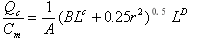 Q_c/C_m = 1/A (BL^c + 0.25r^2)^0.5 L^D